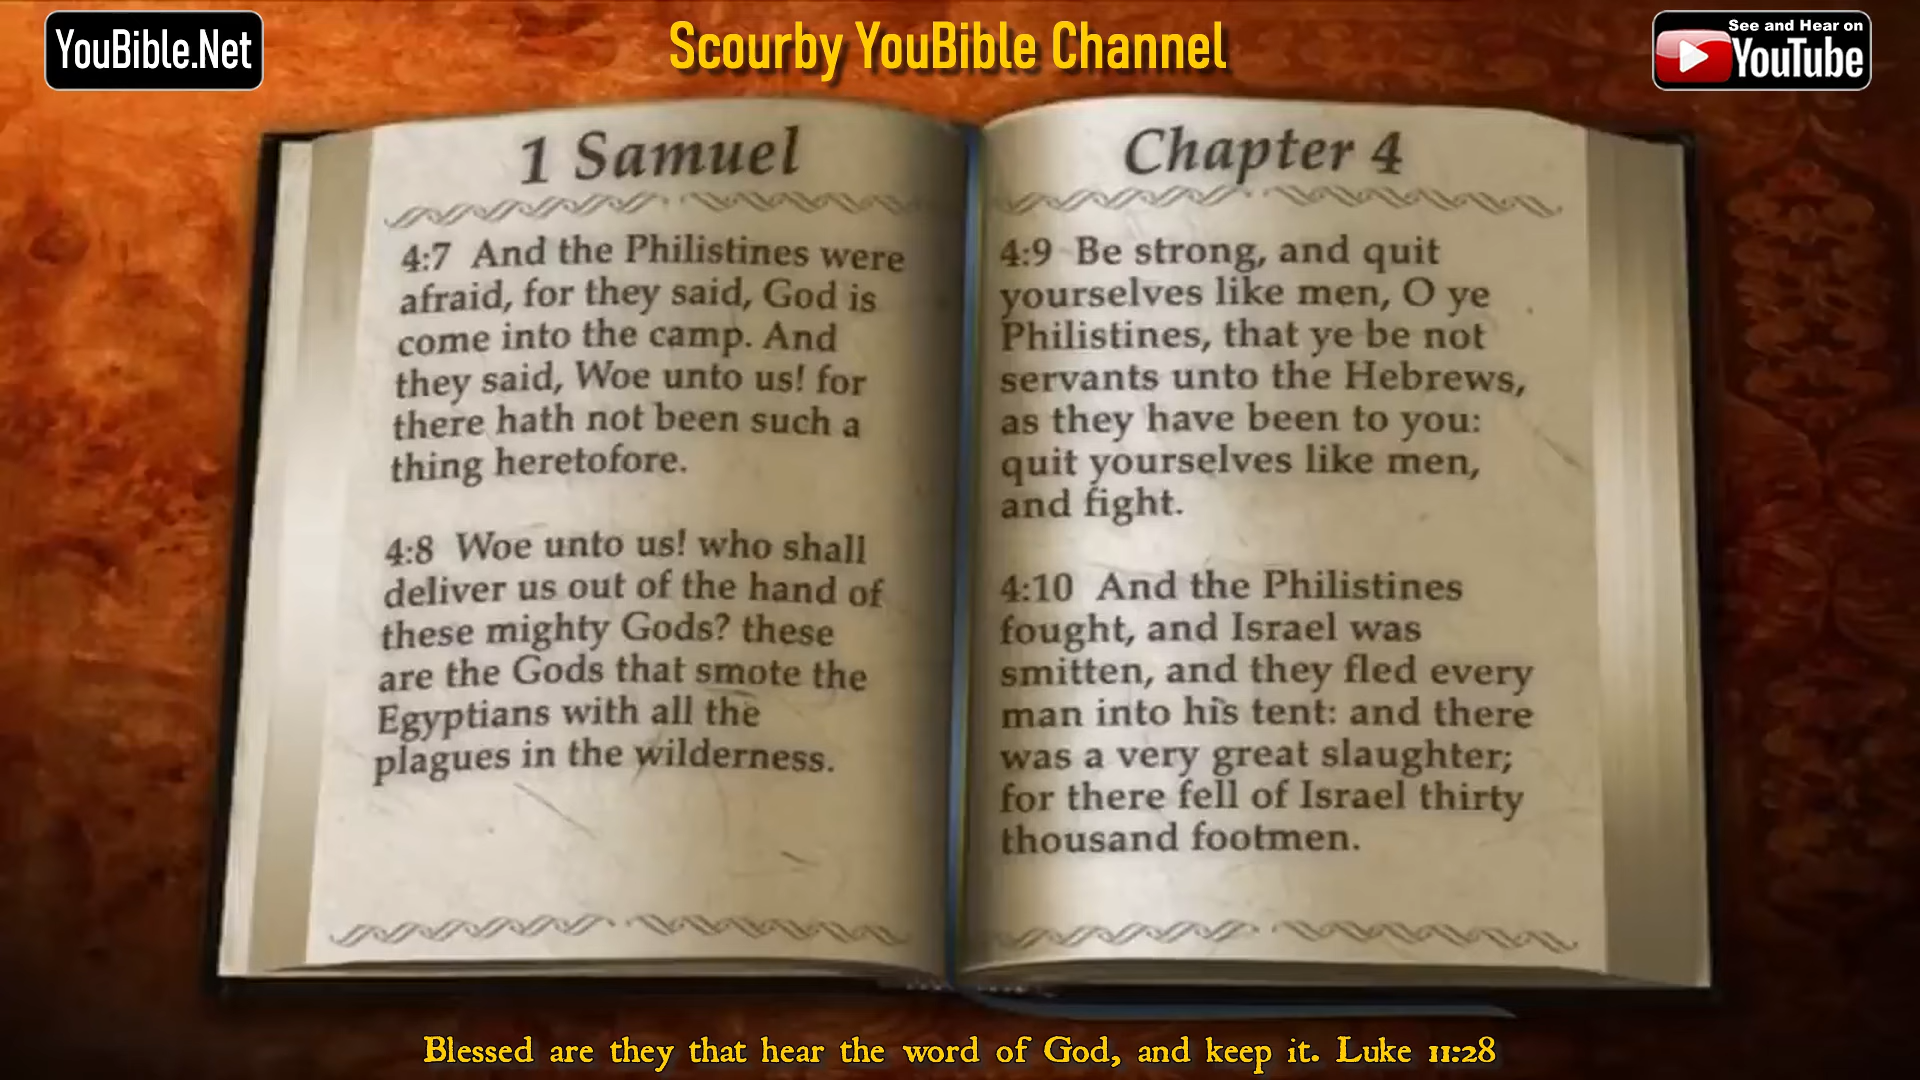 YouBible.Net
Scourby YouBible Channel
See and Hear on
YouTube
1 Samuel
4:7 And the Philistines were
afraid, for they said, God is
come into the camp. And
they said, Woe unto us! for
there hath not been such a
thing heretofore.
4:8 Woe unto us! who shall
deliver us out of the hand of
these mighty Gods? these
are the Gods that smote the
Egyptians with all the
plagues in the wilderness.
Chapter 4
4:9 Be strong, and quit
yourselves like men, O ye
Philistines, that ye be not
servants unto the Hebrews,
as they have been to you:
quit yourselves like men,
and fight.
4:10 And the Philistines
fought, and Israel was
smitten, and they fled every
man into his tent: and there
was a very great slaughter;
for there fell of Israel thirty
thousand footmen.
Blessed are they that hear the word of God, and keep it. Luke 11:28